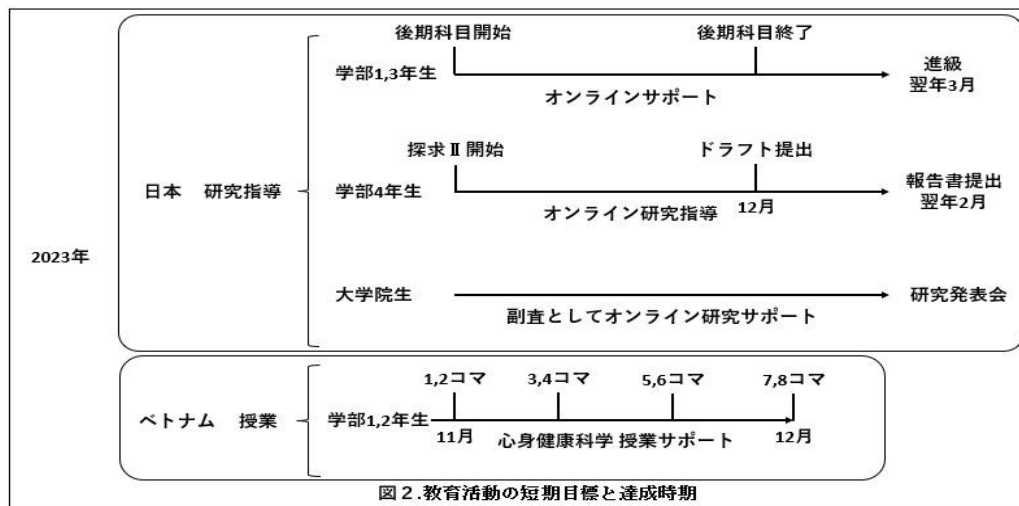 後期科目開始 後期科目終了
学部1,3年生
進級
翌年3月
オンラインサポート
探求Ⅱ開始 ドラフト提出
日本 研究指導
学部4年生
報告書提出
翌年2月
オンライン研究指導 12月
2023年
大学院生
研究発表会
副査としてオンライン研究サポート
1,2コマ 3,4コマ 5,6コマ 7,8コマ
ベトナム 授業
学部1,2年生
11月 心身健康科学 授業サポート 12月
図2.教育活動の短期目標と達成時期